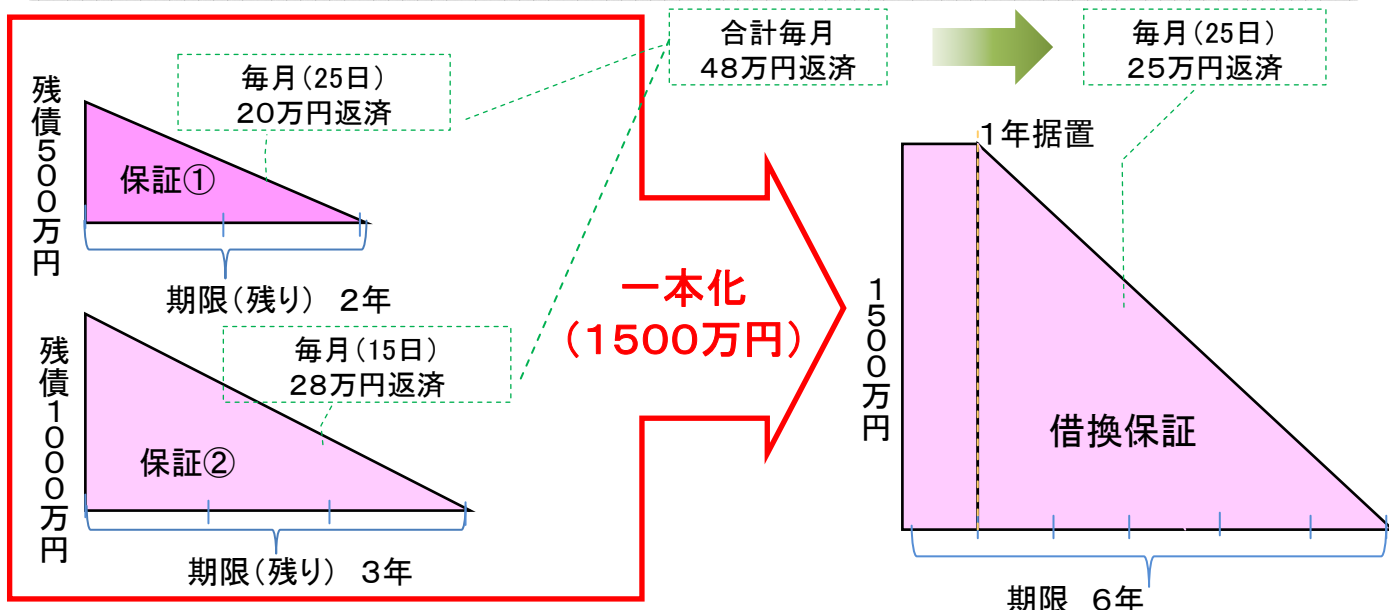 残債500万円
毎月(25日)
20万円返済
保証①
期限(残り) 2年
残債1000万円
毎月(15日)
28万円返済
保証②
期限(残り) 3年
合計毎月
48万円返済
一本化
(1500万円)
毎月(25日)
25万円返済
1年据置
1500万円
借換保証
期限 6年